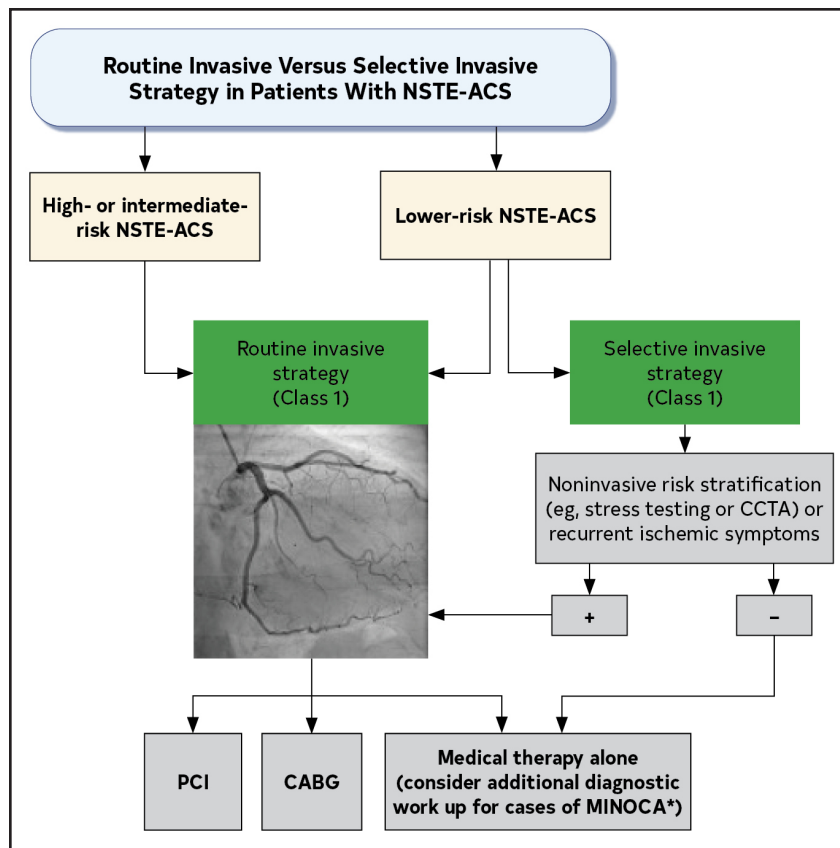 Routine Invasive Versus Selective Invasive
Strategy in Patients With NSTE-ACS
High- or intermediate-
risk NSTE-ACS
Lower-risk NSTE-ACS
Routine invasive
strategy
(Class 1)
Selective invasive
strategy
(Class 1)
Noninvasive risk stratification
(eg, stress testing or CCTA) or
recurrent ischemic symptoms
+
–
PCI
CABG
Medical therapy alone
(consider additional diagnostic
work up for cases of MINOCA*)